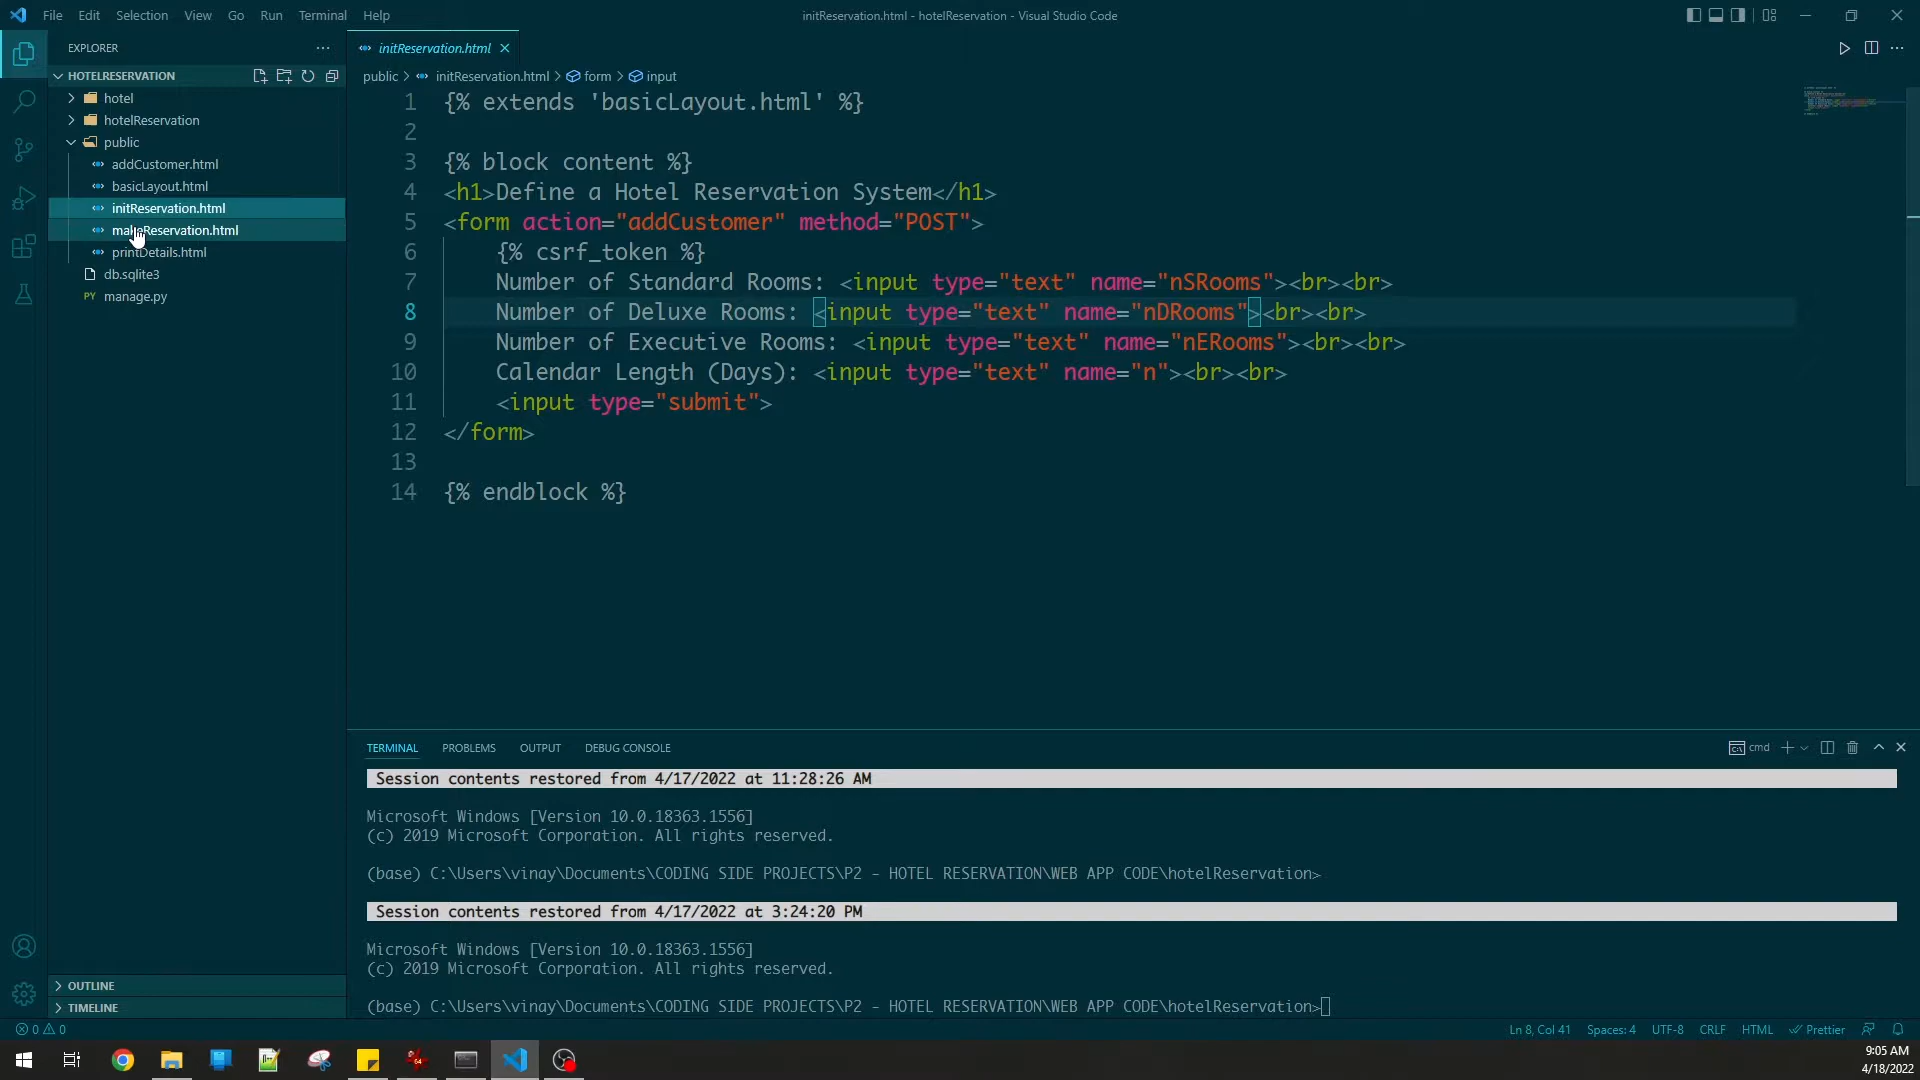 File Edit Selection View Go Run Terminal Help
initReservation.html - hotelReservation - Visual Studio Code
EXPLORER
HOTELRESERVATION
hotel
hotelReservation
public
addCustomer.html
basicLayout.html
initReservation.html
makeReservation.html
printDetails.html
db.sqlite3
PY manage.py
OUTLINE
TIMELINE
initReservation.html
public > initReservation.html > form > input
1 {% extends 'basicLayout.html' %}
2
3 {% block content %}
4 <h1>Define a Hotel Reservation System</h1>
5 <form action="addCustomer" method="POST">
6 {% csrf_token %}
7 Number of Standard Rooms: <input type="text" name="nSRooms"><br><br>
8 Number of Deluxe Rooms: <input type="text" name="nDRooms"><br><br>
9 Number of Executive Rooms: <input type="text" name="nERooms"><br><br>
10 Calendar Length (Days): <input type="text" name="n"><br><br>
11 <input type="submit">
12 </form>
13
14 {% endblock %}
TERMINAL PROBLEMS OUTPUT DEBUG CONSOLE
cmd
Session contents restored from 4/17/2022 at 11:28:26 AM
Microsoft Windows [Version 10.0.18363.1556]
(c) 2019 Microsoft Corporation. All rights reserved.
(base) C:\Users\vinay\Documents\CODING SIDE PROJECTS\P2 - HOTEL RESERVATION\WEB APP CODE\hotelReservation>
Session contents restored from 4/17/2022 at 3:24:20 PM
Microsoft Windows [Version 10.0.18363.1556]
(c) 2019 Microsoft Corporation. All rights reserved.
(base) C:\Users\vinay\Documents\CODING SIDE PROJECTS\P2 - HOTEL RESERVATION\WEB APP CODE\hotelReservation>
0 0
Ln 8, Col 41 Spaces: 4 UTF-8 CRLF HTML Prettier
64
9:05 AM
4/18/2022